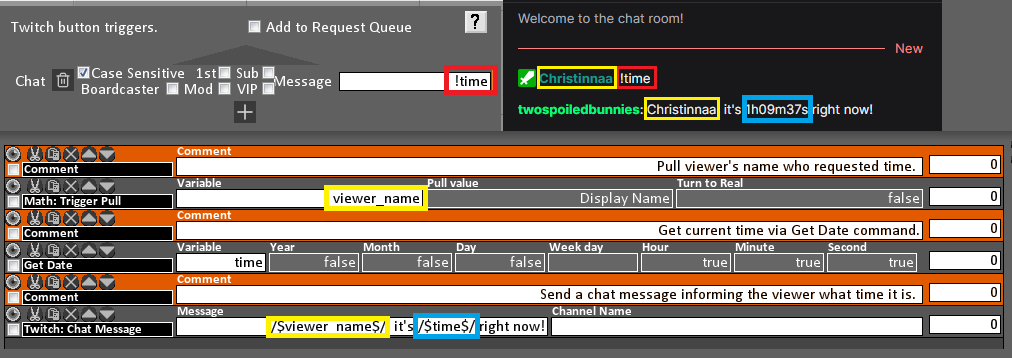 Twitch button triggers.
Add to Request Queue
?
Chat
Case Sensitive 1st Sub
Boardcaster Mod VIP
Message
!time
+
Welcome to the chat room!
New
Christinnaa !time
twospoiledbunnies: Christinnaa it's 1h09m37s right now!
Comment
Comment
Pull viewer's name who requested time.
0
Variable Pull value Turn to Real
Math: Trigger Pull
viewer_name Display Name false
0
Comment
Comment
Get current time via Get Date command.
0
Variable Year Month Day Week day Hour Minute Second
Get Date
time false false false false true true true
0
Comment
Comment
Send a chat message informing the viewer what time it is.
0
Message Channel Name
Twitch: Chat Message
/$viewer_name$/ it's /$time$/ right now!
0